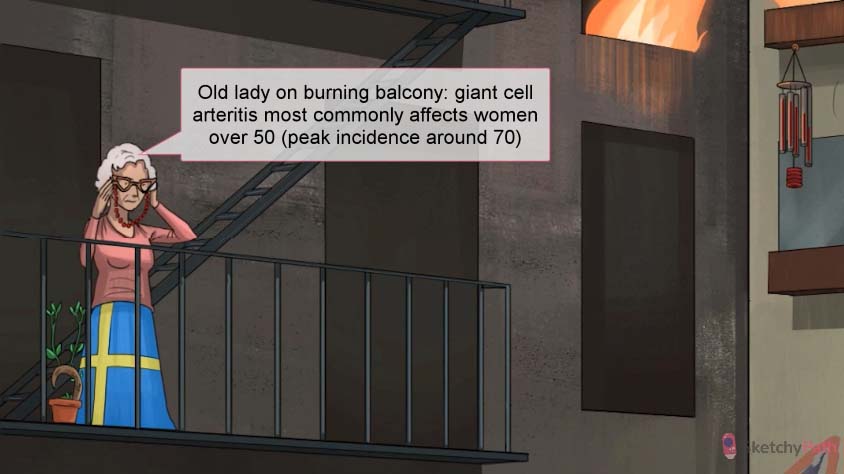 Old lady on burning balcony: giant cell
arteritis most commonly affects women
over 50 (peak incidence around 70)